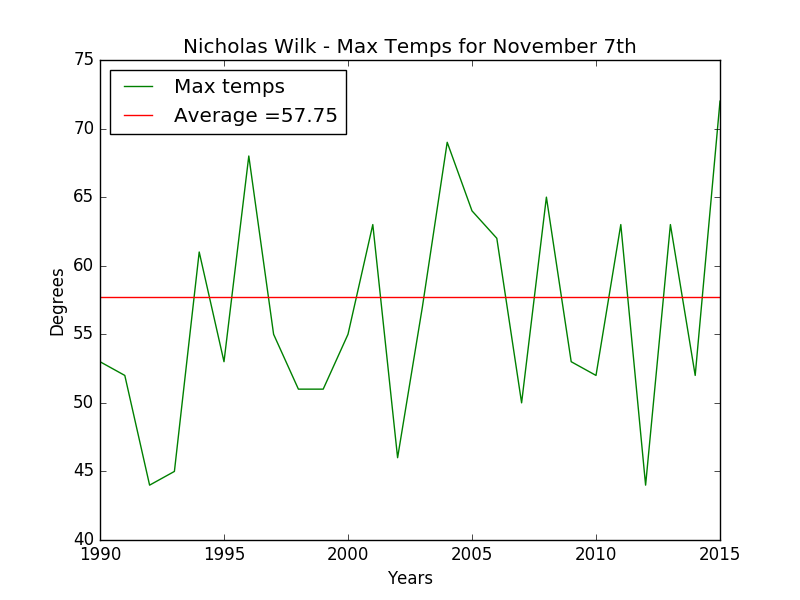 Nicholas Wilk - Max Temps for November 7th
Max temps
Average =57.75
75
70
65
60
55
50
45
40
Degrees
1990
1995
2000
2005
2010
2015
Years